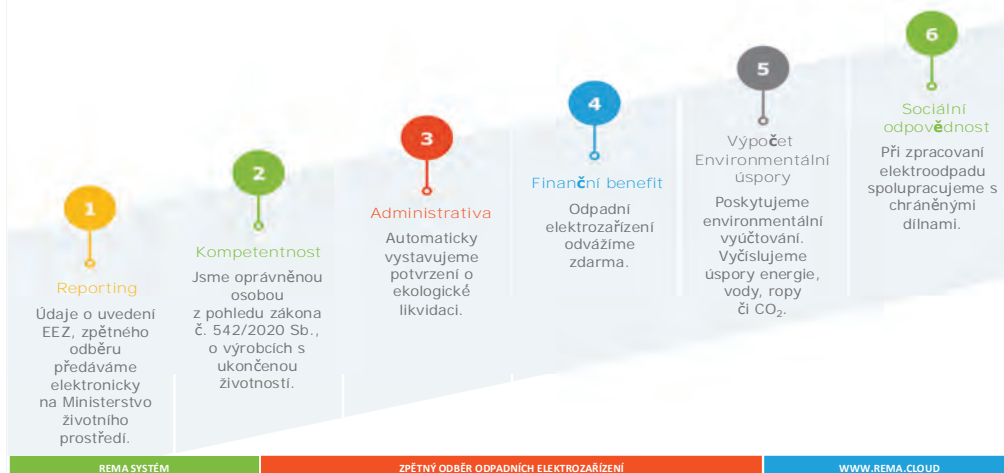 1
Reporting
Údaje o uvedení
EEZ, zpětného
odběru
předáváme
elektronicky
na Ministerstvo
životního
prostředí.
2
Kompetentnost
Jsme oprávněnou
osobou
z pohledu zákona
č. 542/2020 Sb.,
o výrobcích s
ukončenou
životností.
3
Administrativa
Automaticky
vystavujeme
potvrzení o
ekologické
likvidaci.
4
Finanční benefit
Odpadní
elektrozařízení
odvážíme
zdarma.
5
Výpočet
Environmentální
úspory
Poskytujeme
environmentální
vyúčtování.
Vyčislujeme
úspory energie,
vody, ropy
či CO₂.
6
Sociální
odpovědnost
Při zpracovaní
elektroodpadu
spolupracujeme s
chráněnými
dílnami.
REMA SYSTÉM
ZPĚTNÝ ODBĚR ODPADNÍCH ELEKTROZAŘÍZENÍ
WWW.REMA.CLOUD